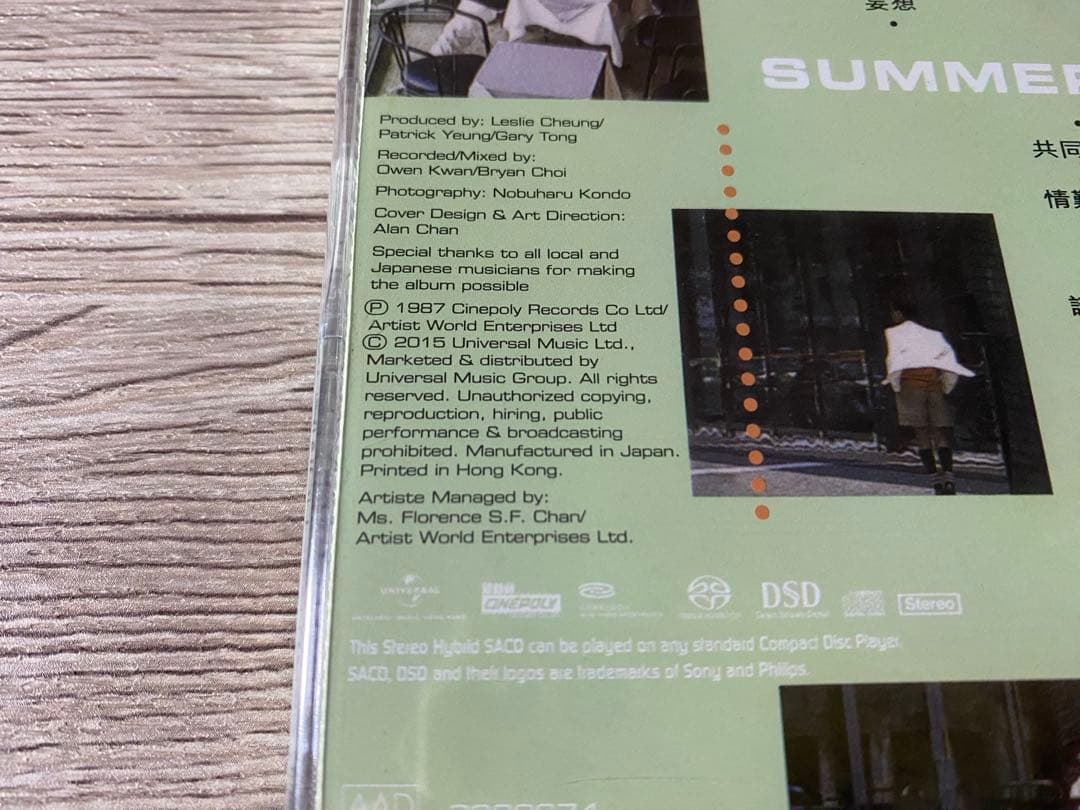 妄想
SUMMER
共同
情難
Produced by: Leslie Cheung/
Patrick Yeung/Gary Tong
Recorded/Mixed by:
Owen Kwan/Bryan Choi
Photography: Nobuharu Kondo
Cover Design & Art Direction:
Alan Chan
Special thanks to all local and
Japanese musicians for making
the album possible
Ⓟ 1987 Cinepoly Records Co Ltd/
Artist World Enterprises Ltd
© 2015 Universal Music Ltd.,
Marketed & distributed by
Universal Music Group. All rights
reserved. Unauthorized copying,
reproduction, hiring, public
performance & broadcasting
prohibited. Manufactured in Japan.
Printed in Hong Kong.
Artiste Managed by:
Ms. Florence S.F. Chan/
Artist World Enterprises Ltd.
UNIVERSAL
CINEPOLY
DSD
Stereo
This Stereo Hybrid SACD can be played on any standard Compact Disc Player.
SACD, DSD and their logos are trademarks of Sony and Philips.
AAD